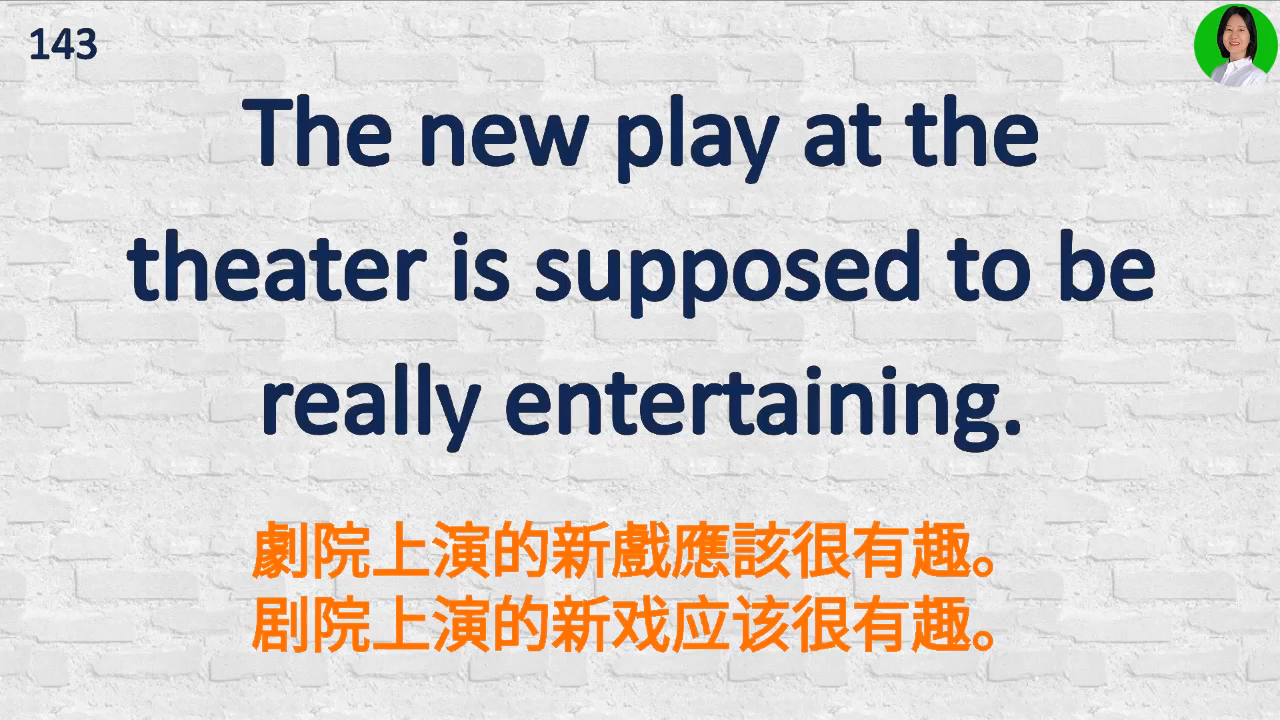 143
The new play at the
theater is supposed to be
really entertaining.
劇院上演的新戲應該很有趣。
剧院上演的新戏应该很有趣。